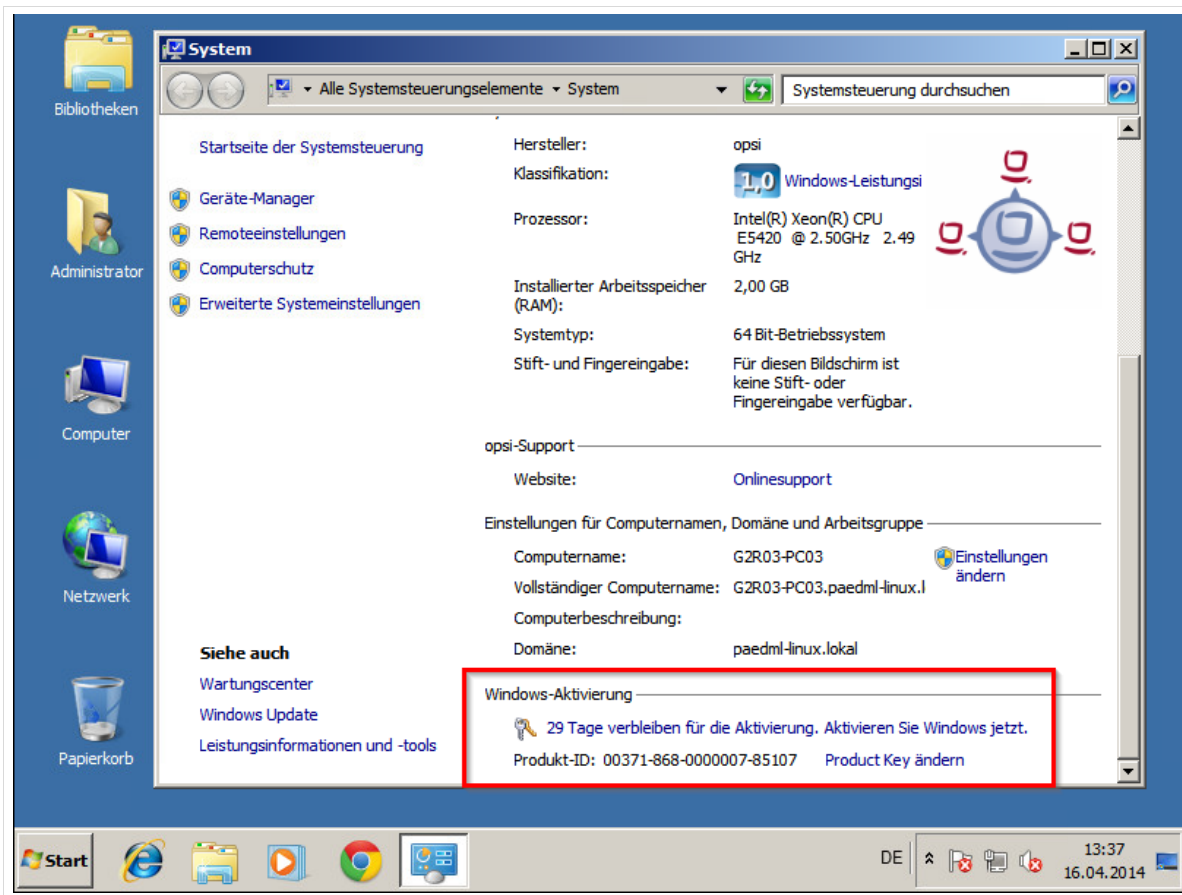 Bibliotheken
Administrator
Computer
Netzwerk
Papierkorb
System
Alle Systemsteuerungselemente System
Systemsteuerung durchsuchen
Startseite der Systemsteuerung
Geräte-Manager
Remoteeinstellungen
Computerschutz
Erweiterte Systemeinstellungen
Siehe auch
Wartungscenter
Windows Update
Leistungsinformationen und -tools
Hersteller: opsi
Klassifikation: 1,0 Windows-Leistungsi
Prozessor: Intel(R) Xeon(R) CPU
E5420 @ 2.50GHz 2.49
GHz
Installierter Arbeitsspeicher 2,00 GB
(RAM):
Systemtyp: 64 Bit-Betriebssystem
Stift- und Fingereingabe: Für diesen Bildschirm ist
keine Stift- oder
Fingereingabe verfügbar.
opsi-Support
Website: Onlinesupport
Einstellungen für Computernamen, Domäne und Arbeitsgruppe
Computername: G2R03-PC03 Einstellungen
ändern
Vollständiger Computername: G2R03-PC03.paedml-linux.l
Computerbeschreibung:
Domäne: paedml-linux.lokal
Windows-Aktivierung
29 Tage verbleiben für die Aktivierung. Aktivieren Sie Windows jetzt.
Produkt-ID: 00371-868-0000007-85107 Product Key ändern
Start
DE
13:37
16.04.2014